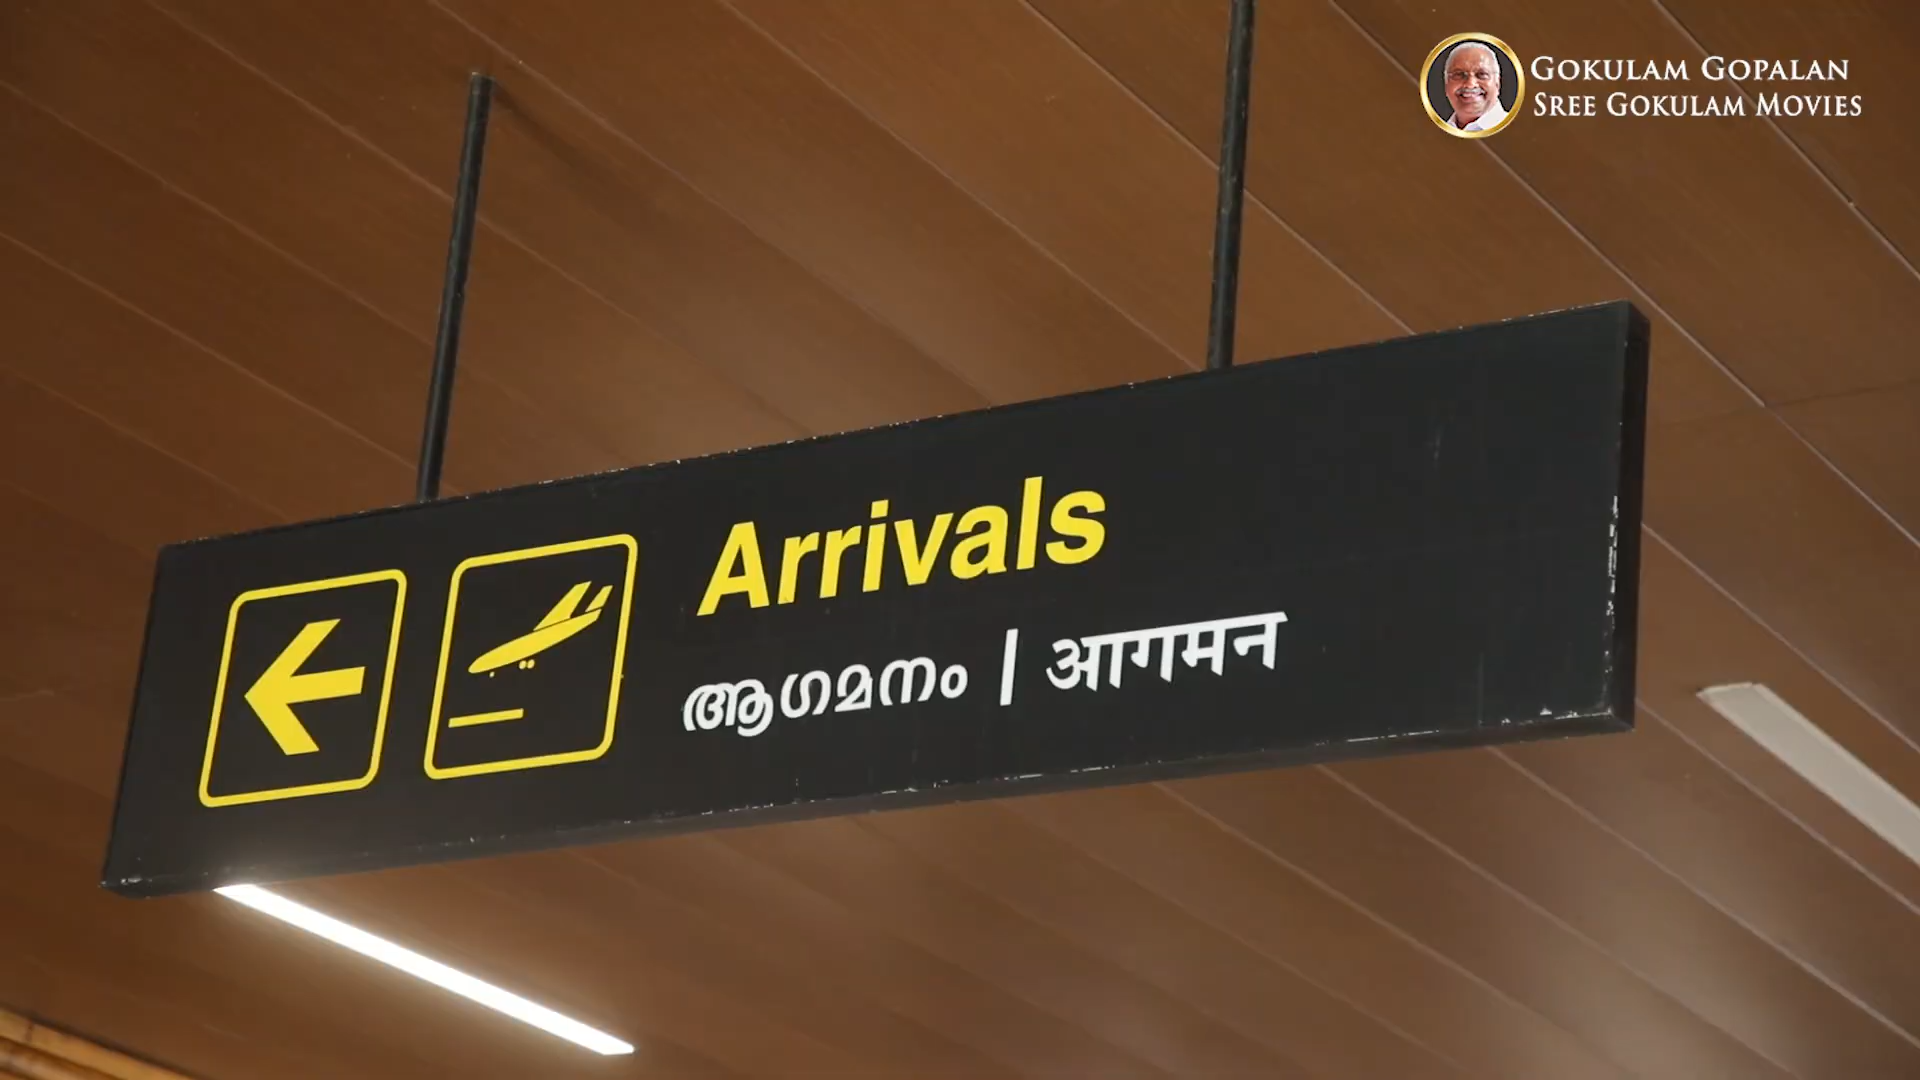 GOKULAM GOPALAN
SREE GOKULAM MOVIES
Arrivals
ആഗമനം | आगमन